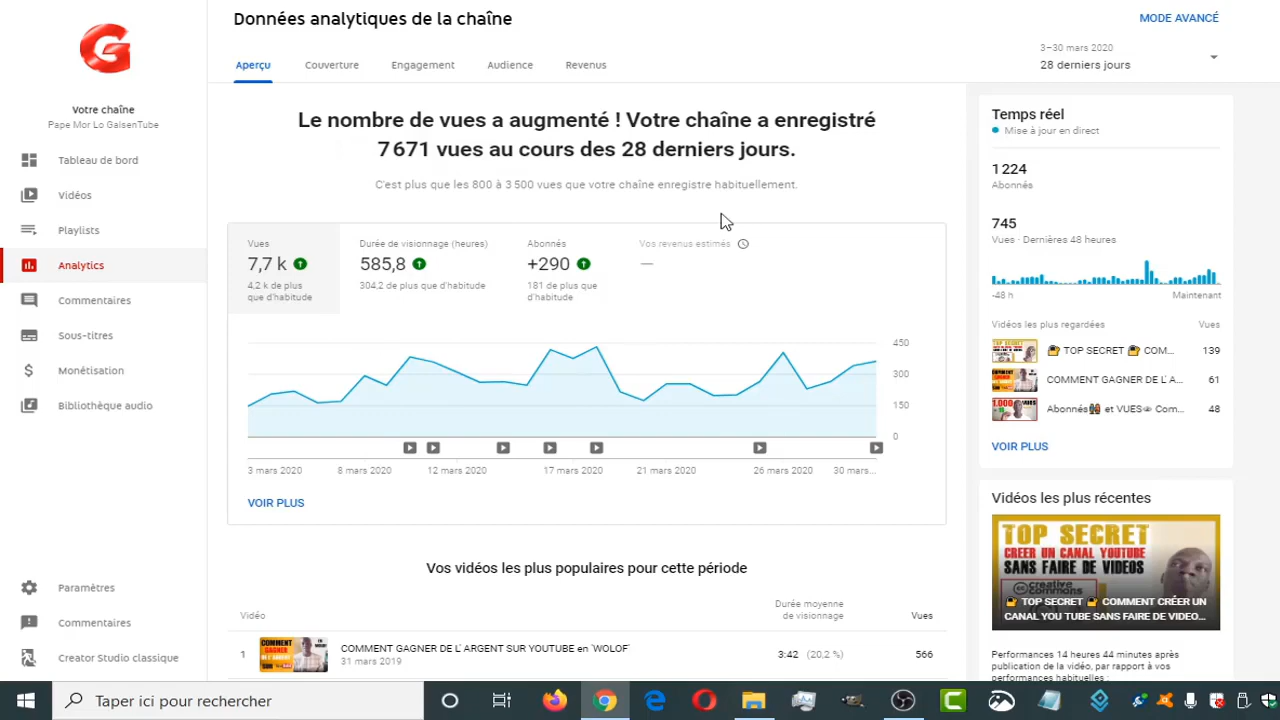 Données analytiques de la chaîne
MODE AVANCÉ
Aperçu
Couverture
Engagement
Audience
Revenus
3–30 mars 2020
28 derniers jours
Votre chaîne
Pape Mor Lo GalsenTube
Tableau de bord
Vidéos
Playlists
Analytics
Commentaires
Sous-titres
Monétisation
Bibliothèque audio
Paramètres
Commentaires
Creator Studio classique
Le nombre de vues a augmenté ! Votre chaîne a enregistré
7 671 vues au cours des 28 derniers jours.
C'est plus que les 800 à 3 500 vues que votre chaîne enregistre habituellement.
Vues
7,7 k
4,2 k de plus
que d'habitude
Durée de visionnage (heures)
585,8
304,2 de plus que d'habitude
Abonnés
+290
181 de plus que
d'habitude
Vos revenus estimés
—
450
300
150
0
3 mars 2020
8 mars 2020
12 mars 2020
17 mars 2020
21 mars 2020
26 mars 2020
30 mars...
VOIR PLUS
Vos vidéos les plus populaires pour cette période
Vidéo
Durée moyenne
de visionnage
Vues
1
COMMENT GAGNER DE L' ARGENT SUR YOUTUBE en `WOLOF'
31 mars 2019
3:42 (20,2 %)
566
Temps réel
Mise à jour en direct
1 224
Abonnés
745
Vues · Dernières 48 heures
-48 h
Maintenant
Vidéos les plus regardées
Vues
TOP SECRET COM...
139
COMMENT GAGNER DE L' A...
61
Abonnés et VUES Com...
48
VOIR PLUS
Vidéos les plus récentes
TOP SECRET
CREER UN CANAL YOUTUBE
SANS FAIRE DE VIDEOS
creative
commons
TOP SECRET COMMENT CRÉER UN
CANAL YOU TUBE SANS FAIRE DE VIDEO...
Performances 14 heures 44 minutes après
publication de la vidéo, par rapport à vos
performances habituelles :
Taper ici pour rechercher